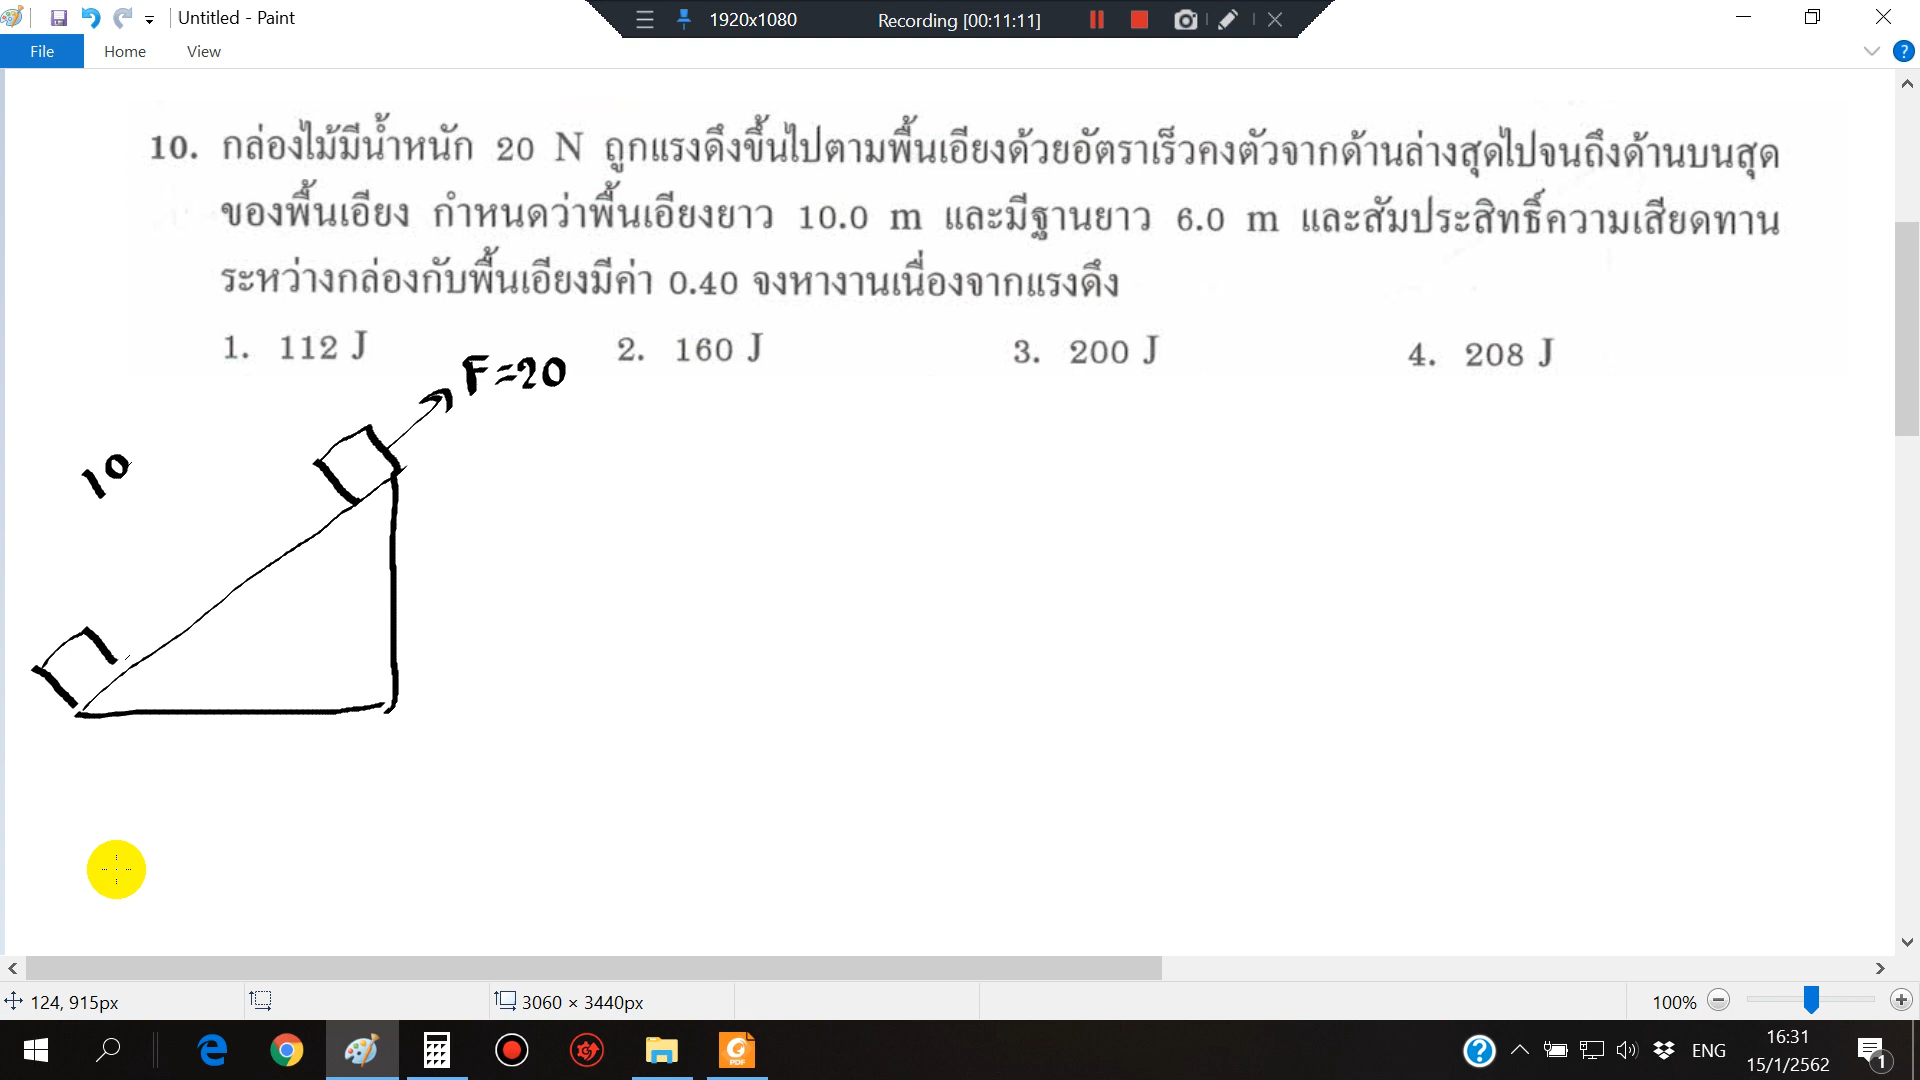 Untitled - Paint
1920x1080
Recording [00:11:11]
File
Home
View
10. กล่องไม้มีน้ำหนัก 20 N ถูกแรงดึงขึ้นไปตามพื้นเอียงด้วยอัตราเร็วคงตัวจากด้านล่างสุดไปจนถึงด้านบนสุด
ของพื้นเอียง กำหนดว่าพื้นเอียงยาว 10.0 m และมีฐานยาว 6.0 m และสัมประสิทธิ์ความเสียดทาน
ระหว่างกล่องกับพื้นเอียงมีค่า 0.40 จงหางานเนื่องจากแรงดึง
1. 112 J
2. 160 J
3. 200 J
4. 208 J
F=20
10
124, 915px
3060 × 3440px
100%
PDF
ENG
16:31
15/1/2562
1